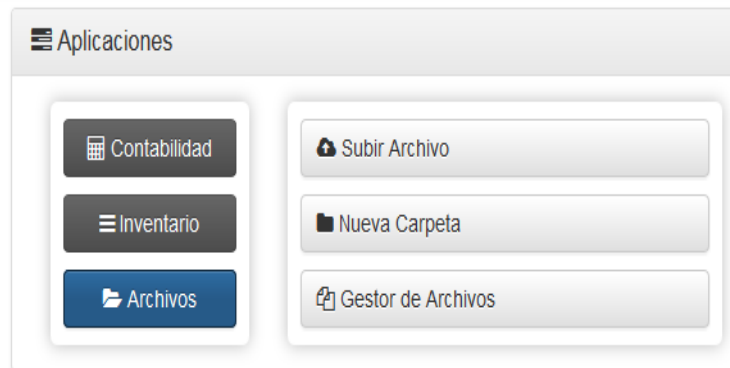 Aplicaciones
Contabilidad
Inventario
Archivos
Subir Archivo
Nueva Carpeta
Gestor de Archivos